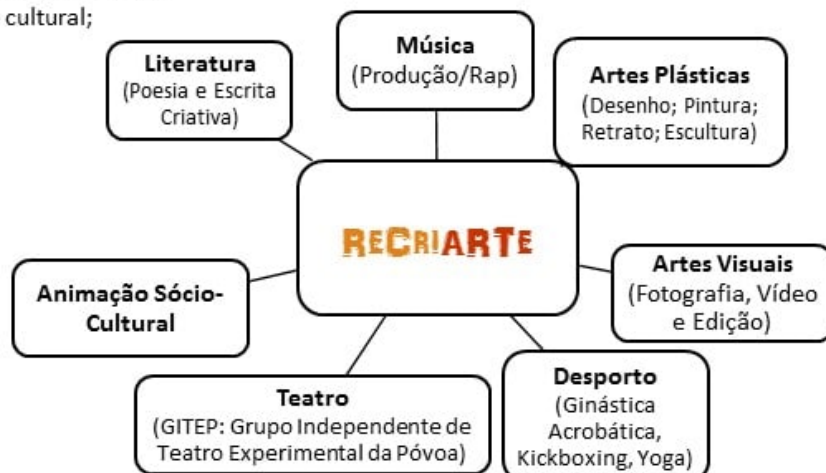 cultural;
Literatura
(Poesia e Escrita
Criativa)
Música
(Produção/Rap)
Artes Plásticas
(Desenho; Pintura;
Retrato; Escultura)
RECRIARTE
Animação Sócio-
Cultural
Artes Visuais
(Fotografia, Vídeo
e Edição)
Teatro
(GITEP: Grupo Independente de
Teatro Experimental da Póvoa)
Desporto
(Ginástica
Acrobática,
Kickboxing, Yoga)